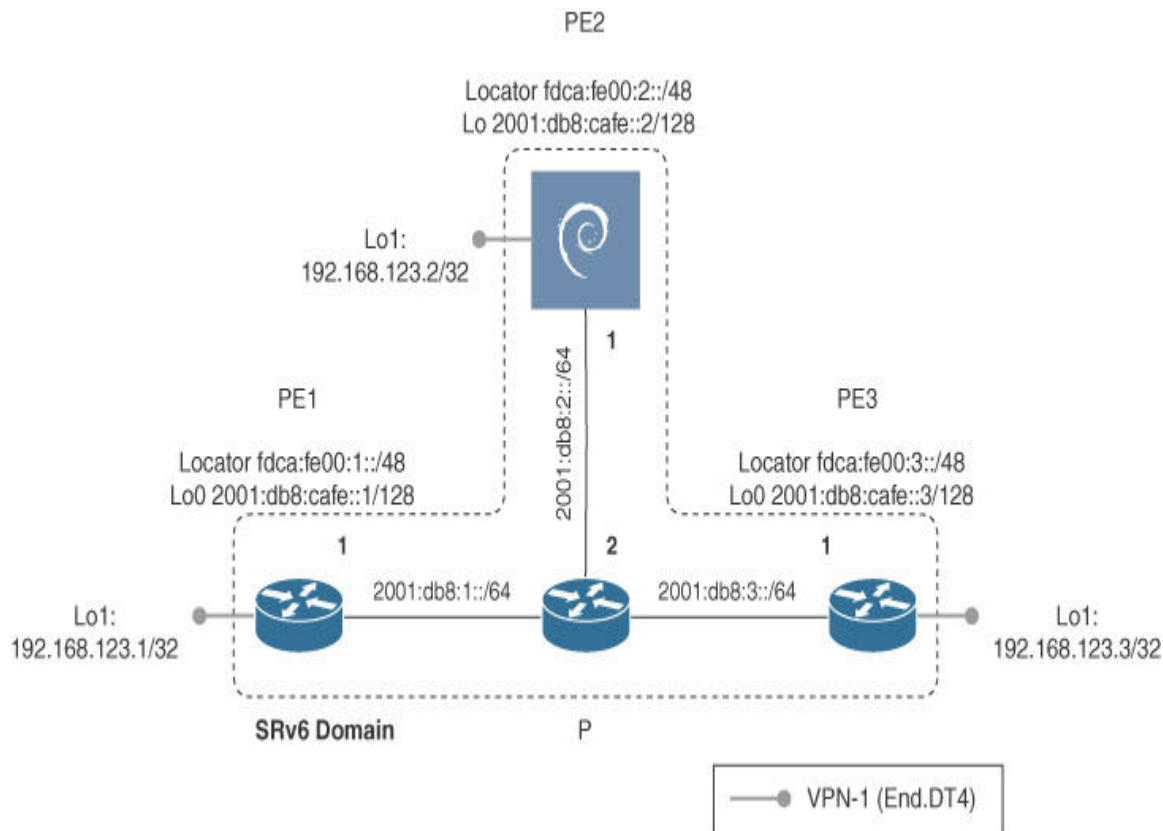 PE2
Locator fdca:fe00:2::/48
Lo 2001:db8:cafe::2/128
Lo1:
192.168.123.2/32
1
2001:db8:2::/64
PE1
PE3
Locator fdca:fe00:1::/48
Lo0 2001:db8:cafe::1/128
Locator fdca:fe00:3::/48
Lo0 2001:db8:cafe::3/128
1
2
1
2001:db8:1::/64
2001:db8:3::/64
Lo1:
192.168.123.1/32
Lo1:
192.168.123.3/32
SRv6 Domain
P
VPN-1 (End.DT4)